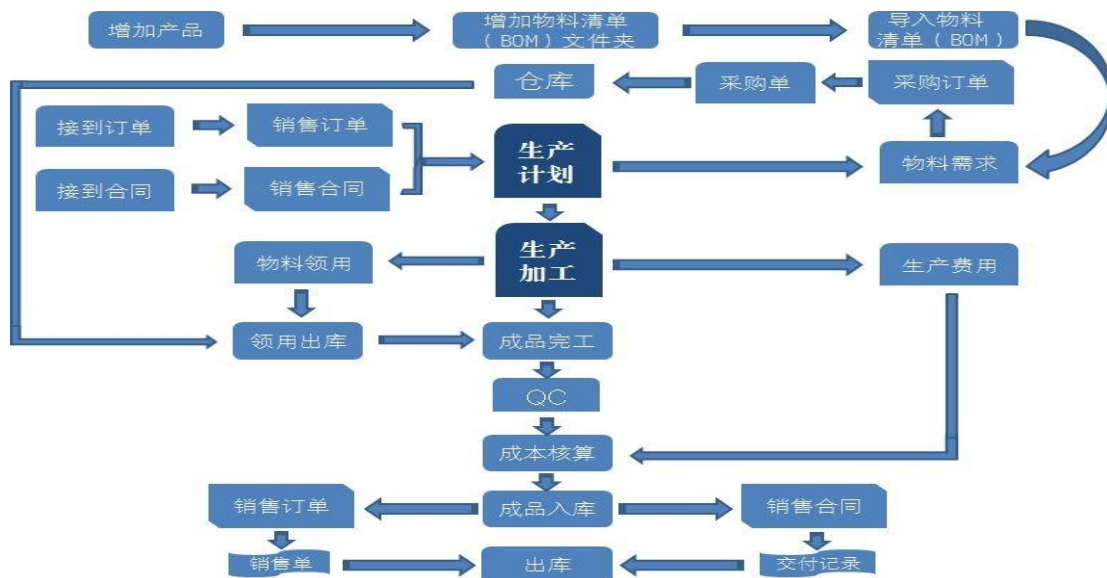 增加产品
增加物料清单
（BOM）文件夹
导入物料
清单（BOM）
仓库
采购单
采购订单
接到订单
销售订单
生产
计划
物料需求
接到合同
销售合同
物料领用
生产
加工
生产费用
领用出库
成品完工
QC
成本核算
销售订单
成品入库
销售合同
销售单
出库
交付记录